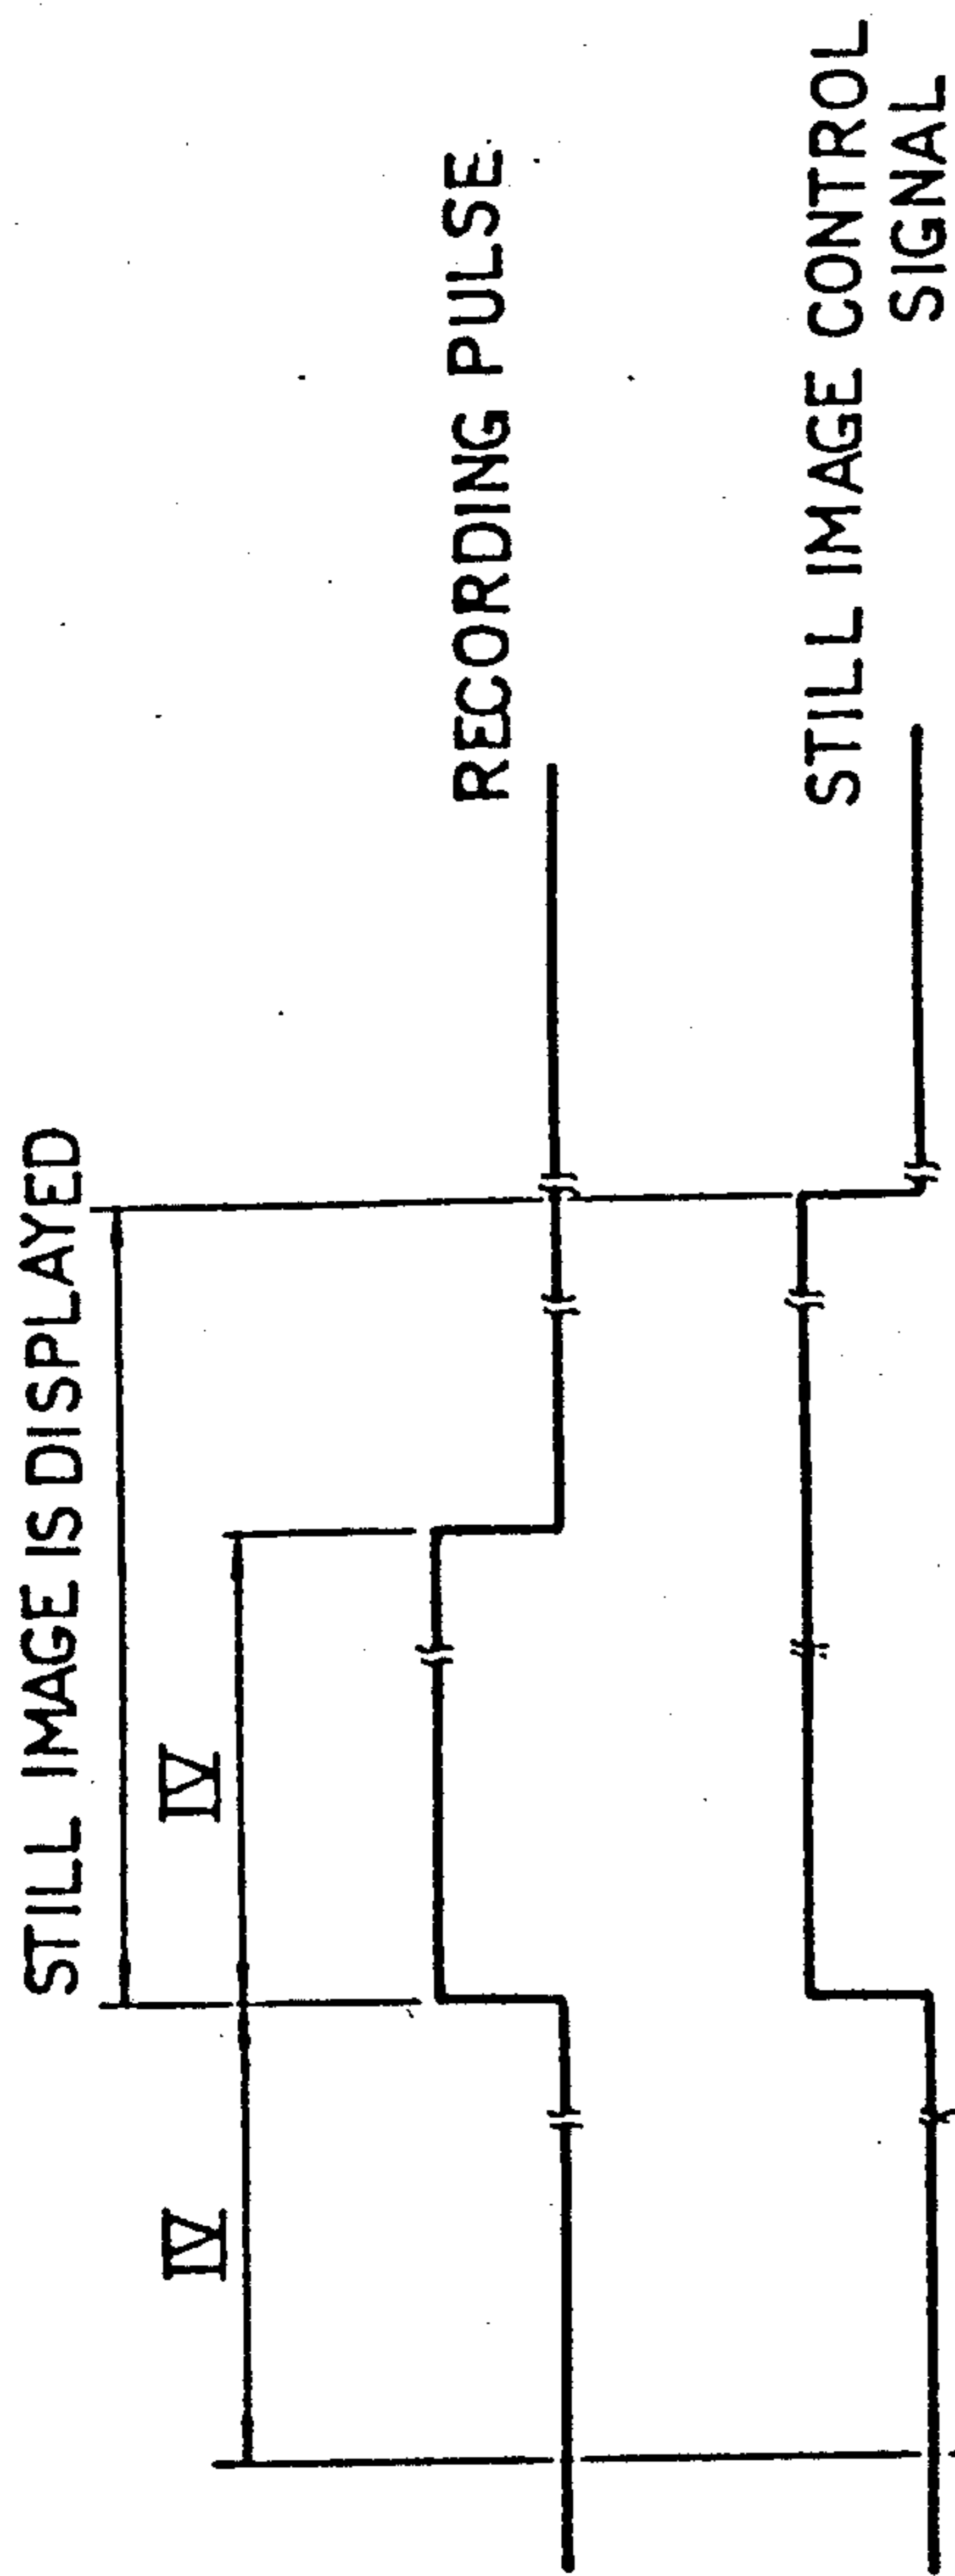 STILL IMAGE IS DISPLAYED
IV
IV
RECORDING PULSE
STILL IMAGE CONTROL
SIGNAL